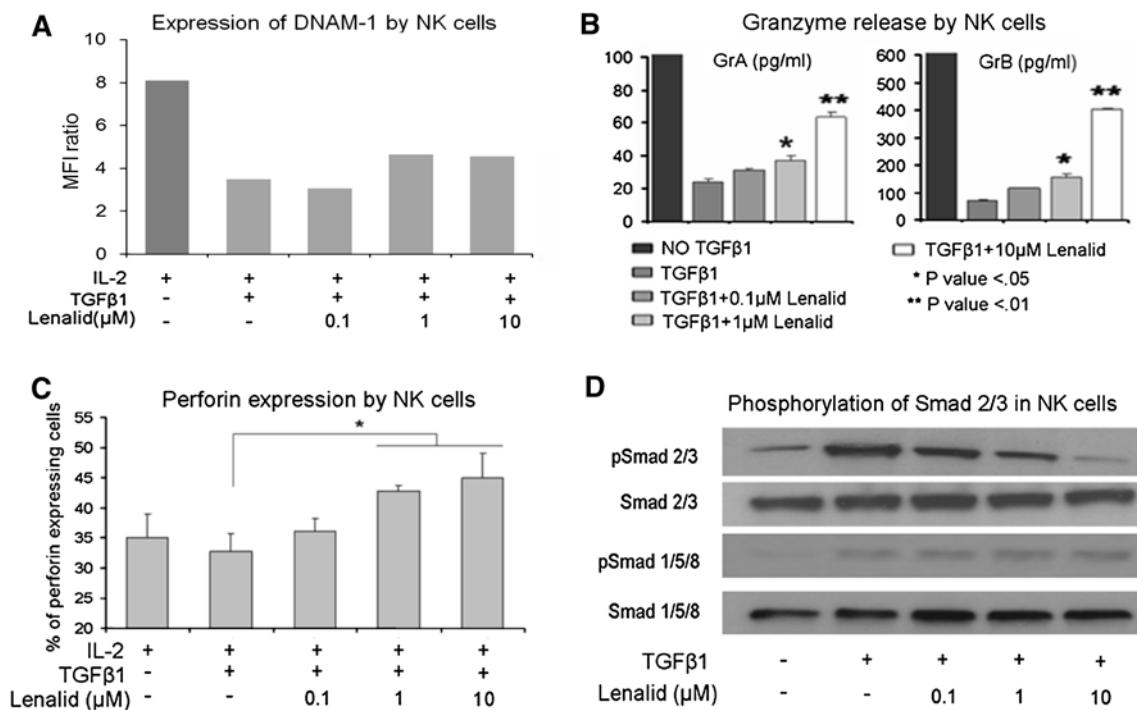 A
Expression of DNAM-1 by NK cells
MFI ratio
10
8
6
4
2
0
IL-2 + + + + +
TGFβ1 - + + + +
Lenalid(µM) - - 0.1 1 10
B
Granzyme release by NK cells
GrA (pg/ml)
100
80
60
40
20
0
*
**
GrB (pg/ml)
600
500
400
300
200
100
0
*
**
NO TGFβ1
TGFβ1
TGFβ1+0.1µM Lenalid
TGFβ1+1µM Lenalid
TGFβ1+10µM Lenalid
* P value <.05
** P value <.01
C
Perforin expression by NK cells
% of perforin expressing cells
55
50
45
40
35
30
25
20
*
IL-2 + + + + +
TGFβ1 - + + + +
Lenalid (µM) - - 0.1 1 10
D
Phosphorylation of Smad 2/3 in NK cells
pSmad 2/3
Smad 2/3
pSmad 1/5/8
Smad 1/5/8
TGFβ1 - + + + +
Lenalid (µM) - - 0.1 1 10